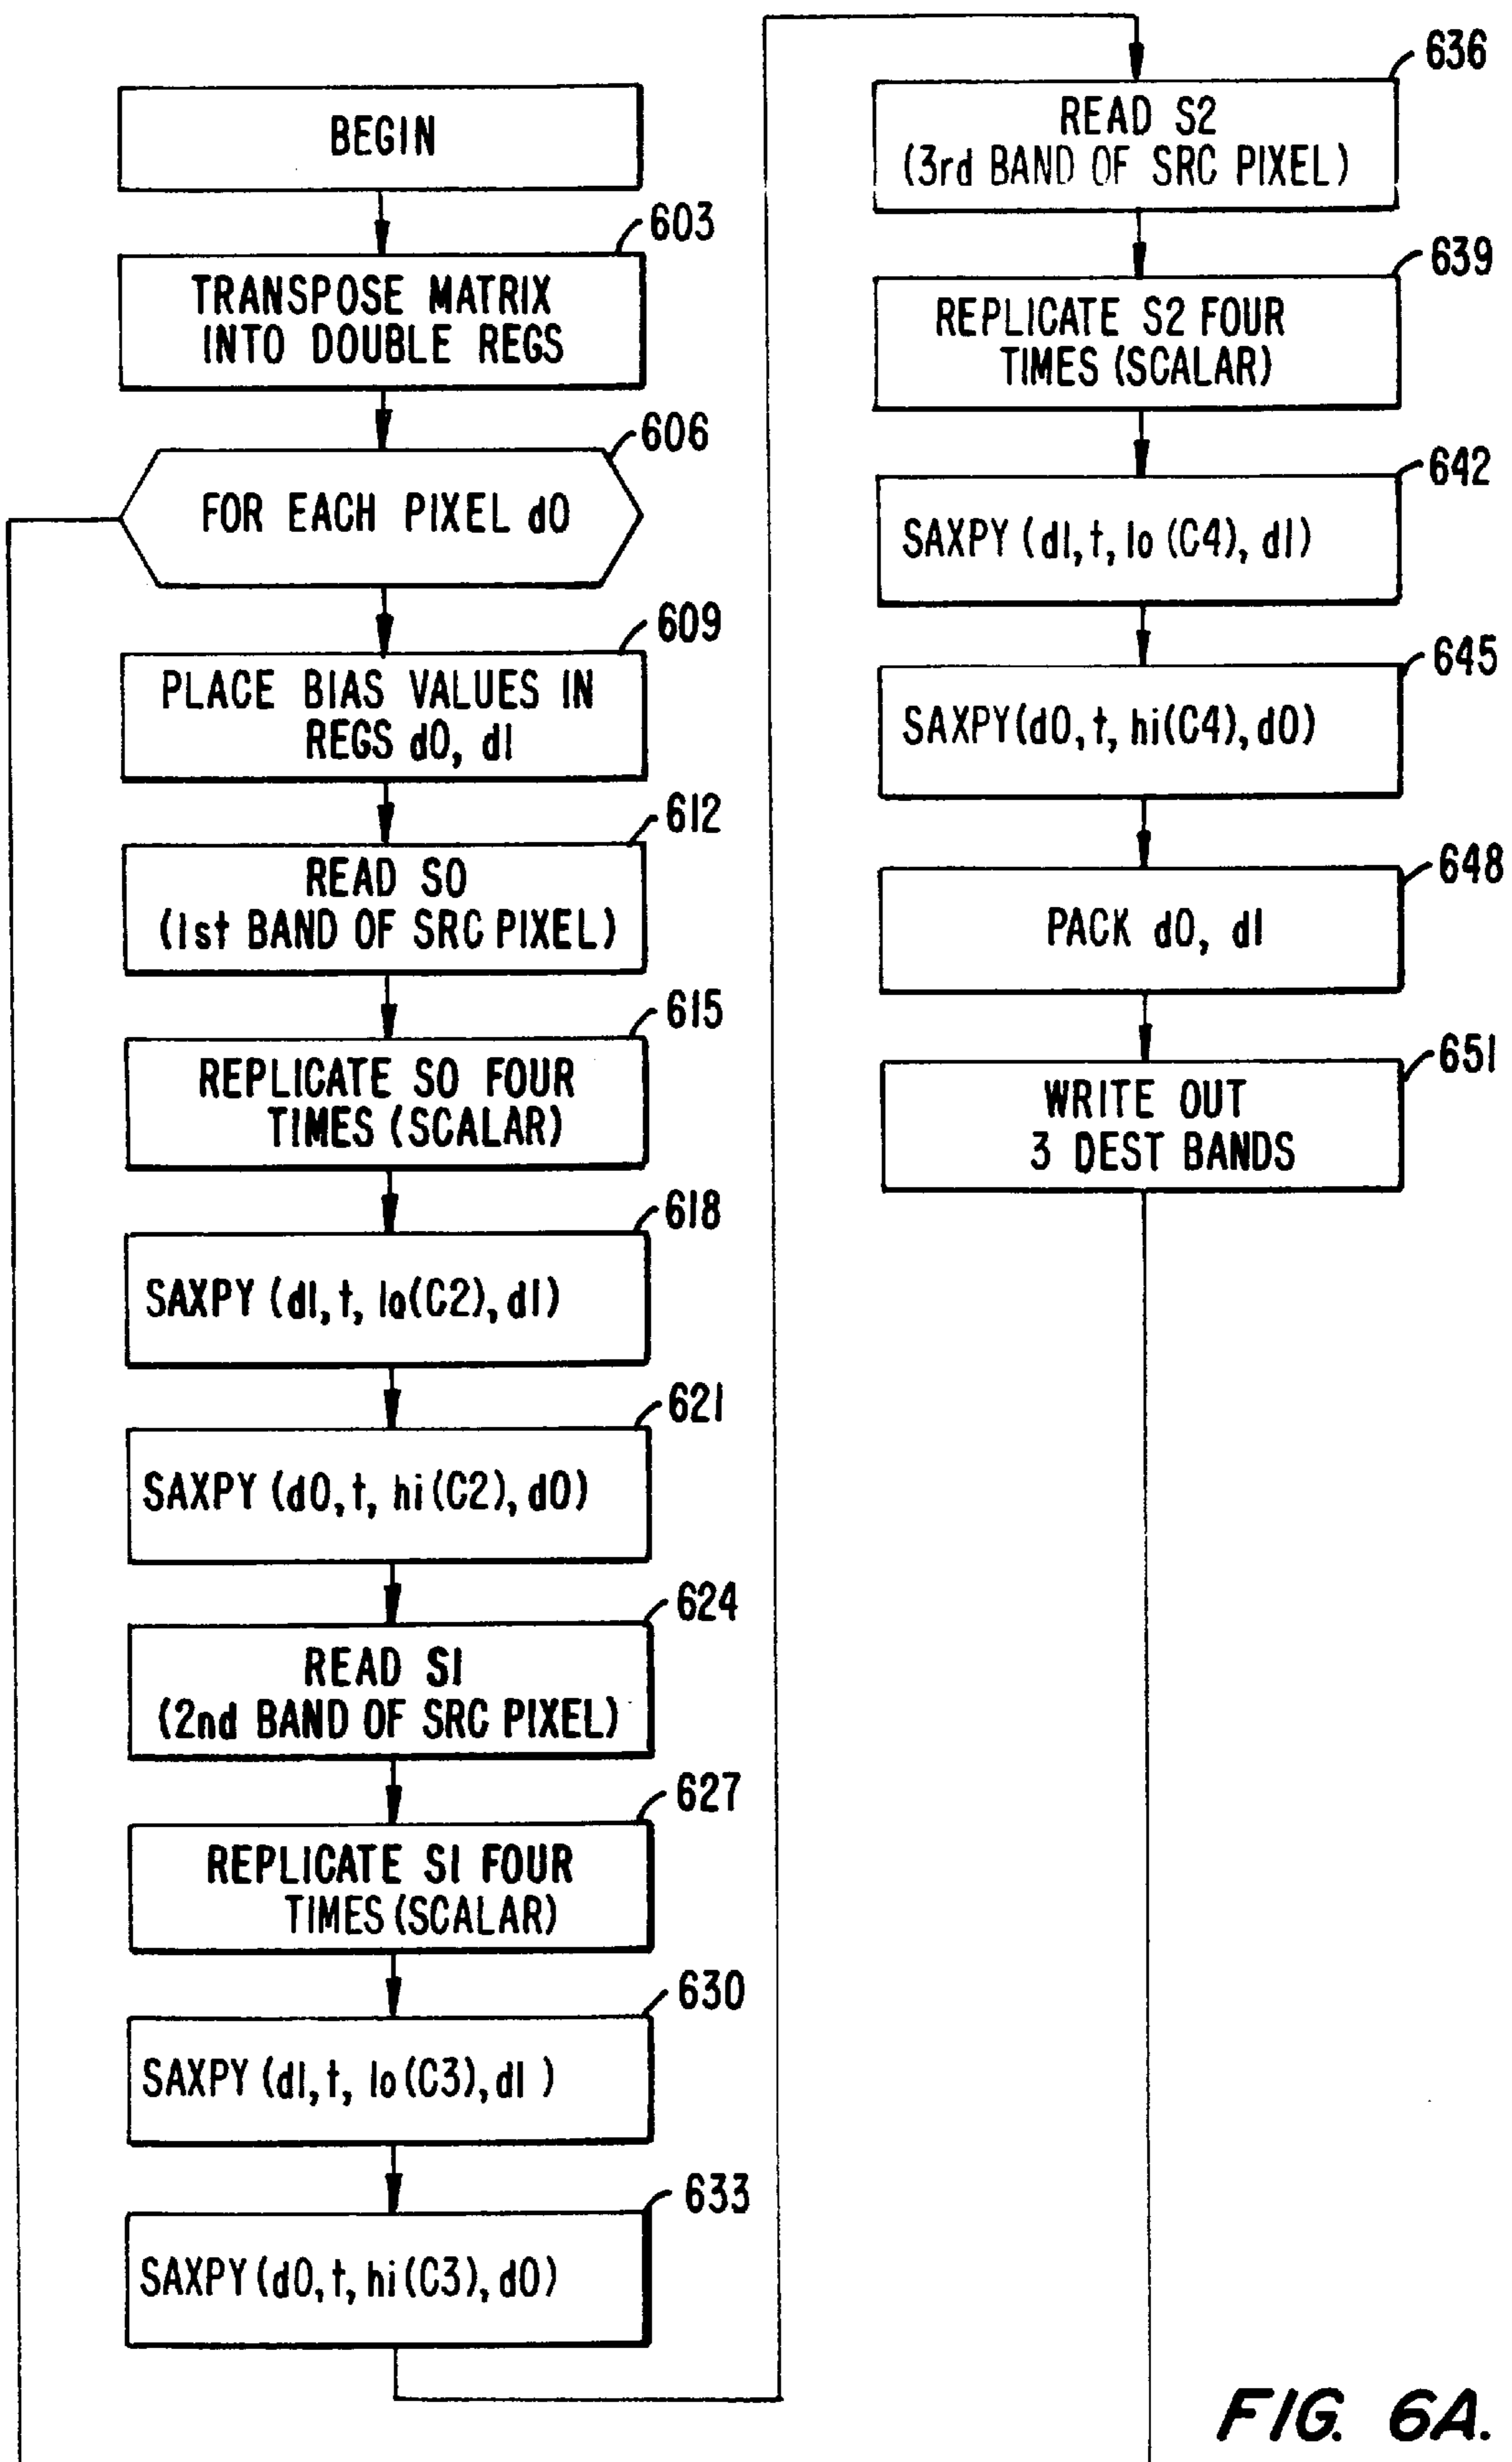 BEGIN
603
TRANSPOSE MATRIX
INTO DOUBLE REGS
606
FOR EACH PIXEL d0
609
PLACE BIAS VALUES IN
REGS d0, d1
612
READ S0
(1st BAND OF SRC PIXEL)
615
REPLICATE S0 FOUR
TIMES (SCALAR)
618
SAXPY (d1, t, lo(C2), d1)
621
SAXPY (d0, t, hi(C2), d0)
624
READ S1
(2nd BAND OF SRC PIXEL)
627
REPLICATE S1 FOUR
TIMES (SCALAR)
630
SAXPY (d1, t, lo(C3), d1 )
633
SAXPY(d0, t, hi(C3), d0)
636
READ S2
(3rd BAND OF SRC PIXEL)
639
REPLICATE S2 FOUR
TIMES (SCALAR)
642
SAXPY (d1, t, lo (C4), d1)
645
SAXPY(d0, t, hi(C4), d0)
648
PACK d0, d1
651
WRITE OUT
3 DEST BANDS
FIG. 6A.